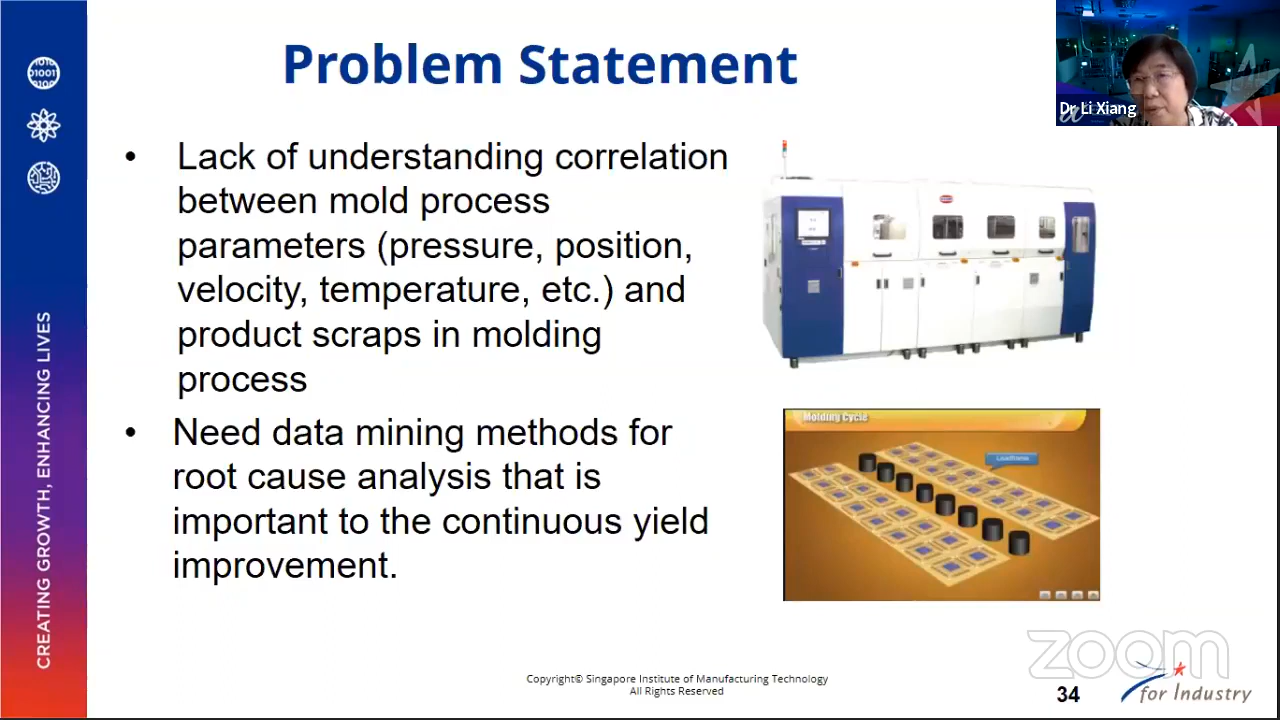 Problem Statement
Dr Li Xiang
• Lack of understanding correlation
between mold process
parameters (pressure, position,
velocity, temperature, etc.) and
product scraps in molding
process
• Need data mining methods for
root cause analysis that is
important to the continuous yield
improvement.
Molding Cycle
Leadframe
CREATING GROWTH, ENHANCING LIVES
Copyright© Singapore Institute of Manufacturing Technology
All Rights Reserved
34
zoom
for Industry